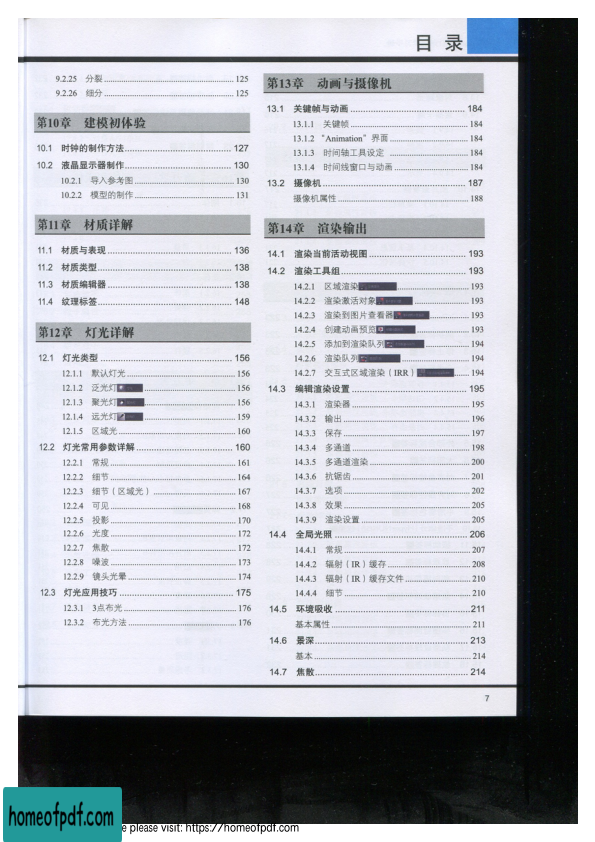 目 录
9.2.25 分裂 125
9.2.26 细分 125
第10章 建模初体验
10.1 时钟的制作方法 127
10.2 液晶显示器制作 130
10.2.1 导入参考图 130
10.2.2 模型的制作 131
第11章 材质详解
11.1 材质与表现 136
11.2 材质类型 138
11.3 材质编辑器 138
11.4 纹理标签 148
第12章 灯光详解
12.1 灯光类型 156
12.1.1 默认灯光 156
12.1.2 泛光灯 156
12.1.3 聚光灯 156
12.1.4 远光灯 159
12.1.5 区域光 160
12.2 灯光常用参数详解 160
12.2.1 常规 161
12.2.2 细节 164
12.2.3 细节（区域光） 167
12.2.4 可见 168
12.2.5 投影 170
12.2.6 光度 172
12.2.7 焦散 172
12.2.8 噪波 173
12.2.9 镜头光晕 174
12.3 灯光应用技巧 175
12.3.1 3点布光 176
12.3.2 布光方法 176
第13章 动画与摄像机
13.1 关键帧与动画 184
13.1.1 关键帧 184
13.1.2 “Animation”界面 184
13.1.3 时间轴工具设定 184
13.1.4 时间线窗口与动画 184
13.2 摄像机 187
摄像机属性 188
第14章 渲染输出
14.1 渲染当前活动视图 193
14.2 渲染工具组 193
14.2.1 区域渲染 193
14.2.2 渲染激活对象 193
14.2.3 渲染到图片查看器 193
14.2.4 创建动画预览 193
14.2.5 添加到渲染队列 194
14.2.6 渲染队列 194
14.2.7 交互式区域渲染（IRR） 194
14.3 编辑渲染设置 195
14.3.1 渲染器 195
14.3.2 输出 196
14.3.3 保存 197
14.3.4 多通道 198
14.3.5 多通道渲染 200
14.3.6 抗锯齿 201
14.3.7 选项 202
14.3.8 效果 205
14.3.9 渲染设置 205
14.4 全局光照 206
14.4.1 常规 207
14.4.2 辐射（IR）缓存 208
14.4.3 辐射（IR）缓存文件 210
14.4.4 细节 210
14.5 环境吸收 211
基本属性 211
14.6 景深 213
基本 214
14.7 焦散 214
7
homeofpdf.com
e please visit: https://homeofpdf.com